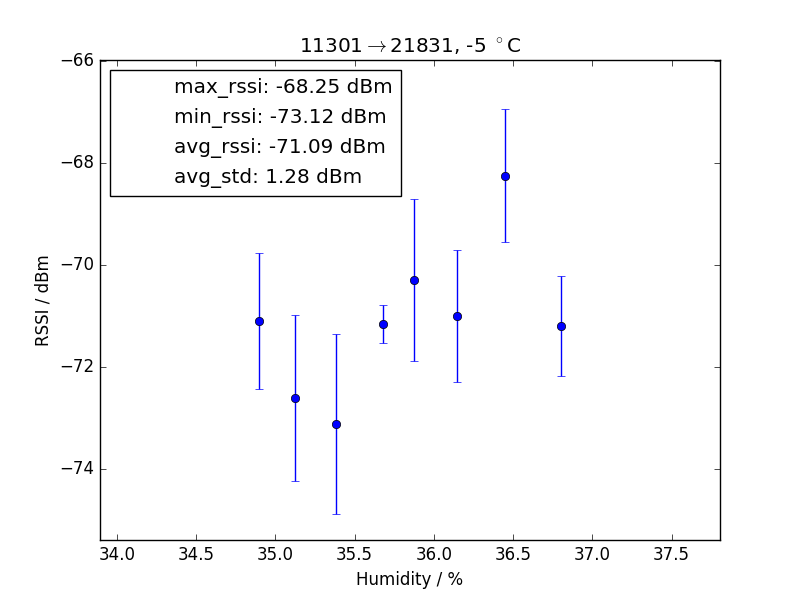 11301→21831, -5 °C
max_rssi: -68.25 dBm
min_rssi: -73.12 dBm
avg_rssi: -71.09 dBm
avg_std: 1.28 dBm
RSSI / dBm
−66
−68
−70
−72
−74
34.0 34.5 35.0 35.5 36.0 36.5 37.0 37.5
Humidity / %